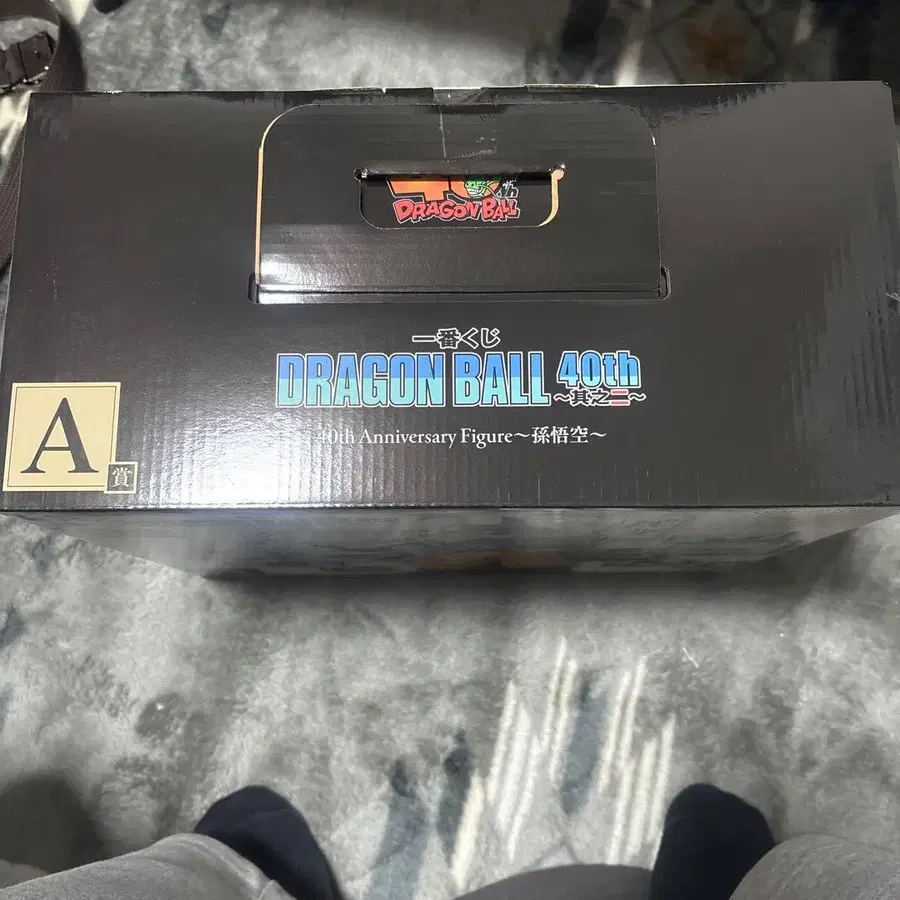 40th
DRAGON BALL
一番くじ
DRAGON BALL 40th
～其之二～
40th Anniversary Figure～孫悟空～
A
賞